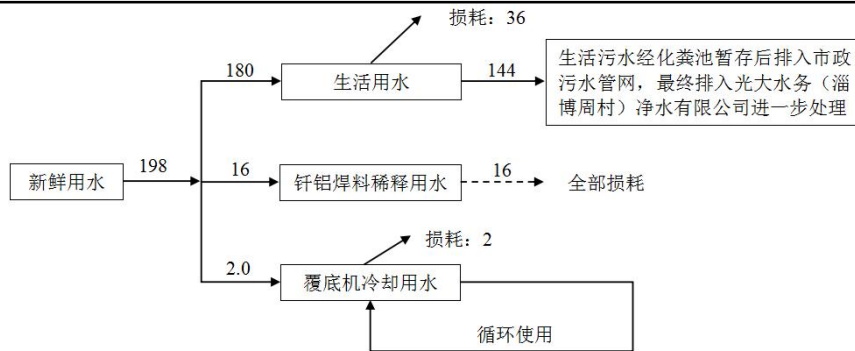 损耗：36
180
生活用水
144
生活污水经化粪池暂存后排入市政
污水管网，最终排入光大水务（淄
博周村）净水有限公司进一步处理
新鲜用水
198
16
钎铝焊料稀释用水
16
全部损耗
损耗：2
2.0
覆底机冷却用水
循环使用